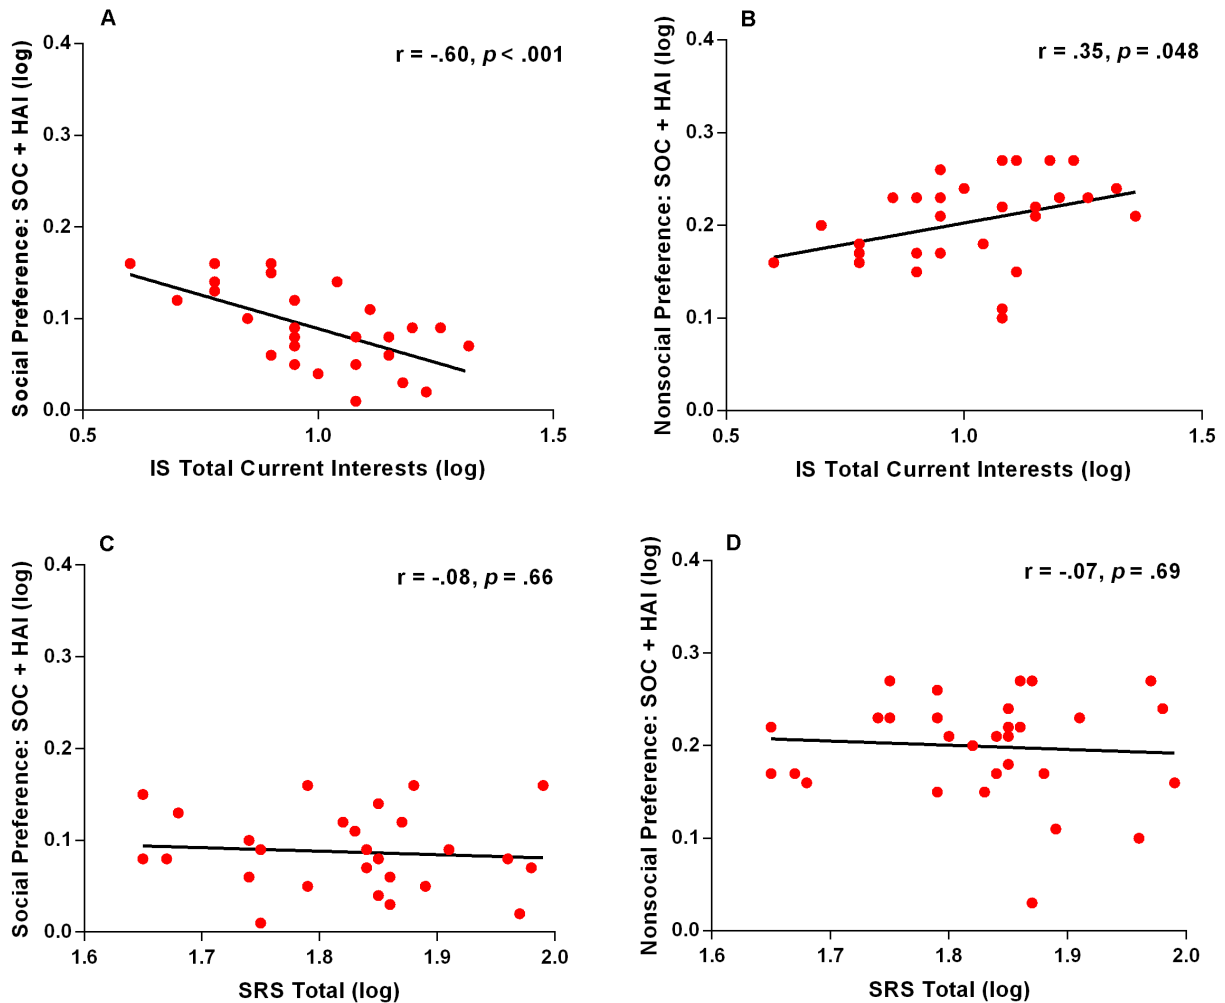 A
r = -.60, p < .001
Social Preference: SOC + HAI (log)
0.4
0.3
0.2
0.1
0.0
0.5
1.0
1.5
IS Total Current Interests (log)
B
r = .35, p = .048
Nonsocial Preference: SOC + HAI (log)
0.4
0.3
0.2
0.1
0.0
0.5
1.0
1.5
IS Total Current Interests (log)
C
r = -.08, p = .66
Social Preference: SOC + HAI (log)
0.4
0.3
0.2
0.1
0.0
1.6
1.7
1.8
1.9
2.0
SRS Total (log)
D
r = -.07, p = .69
Nonsocial Preference: SOC + HAI (log)
0.4
0.3
0.2
0.1
0.0
1.6
1.7
1.8
1.9
2.0
SRS Total (log)